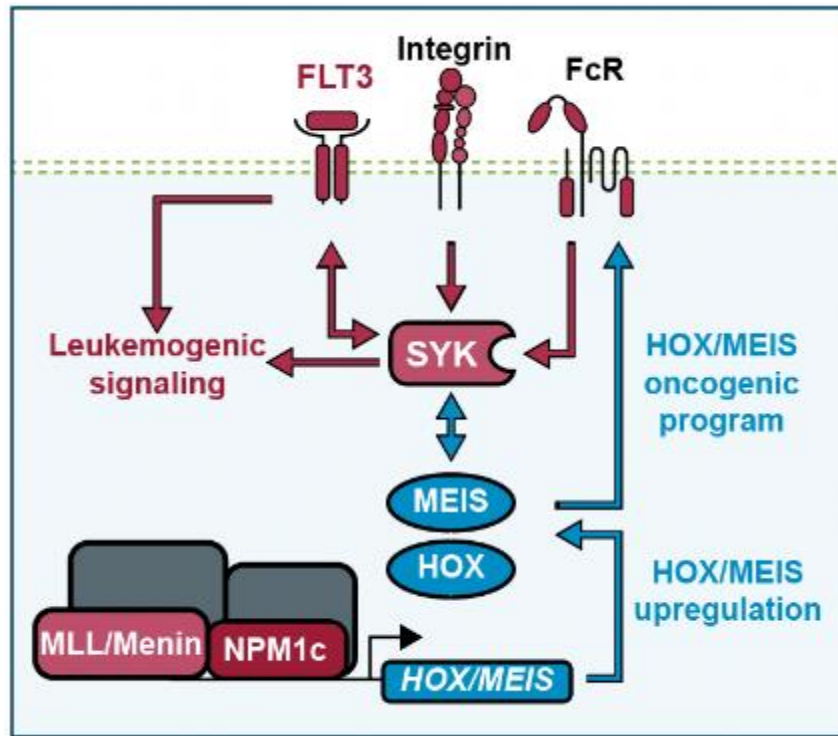 Integrin
FLT3
FcR
Leukemogenic
signaling
SYK
HOX/MEIS
oncogenic
program
MEIS
HOX
HOX/MEIS
upregulation
MLL/Menin
NPM1c
HOX/MEIS